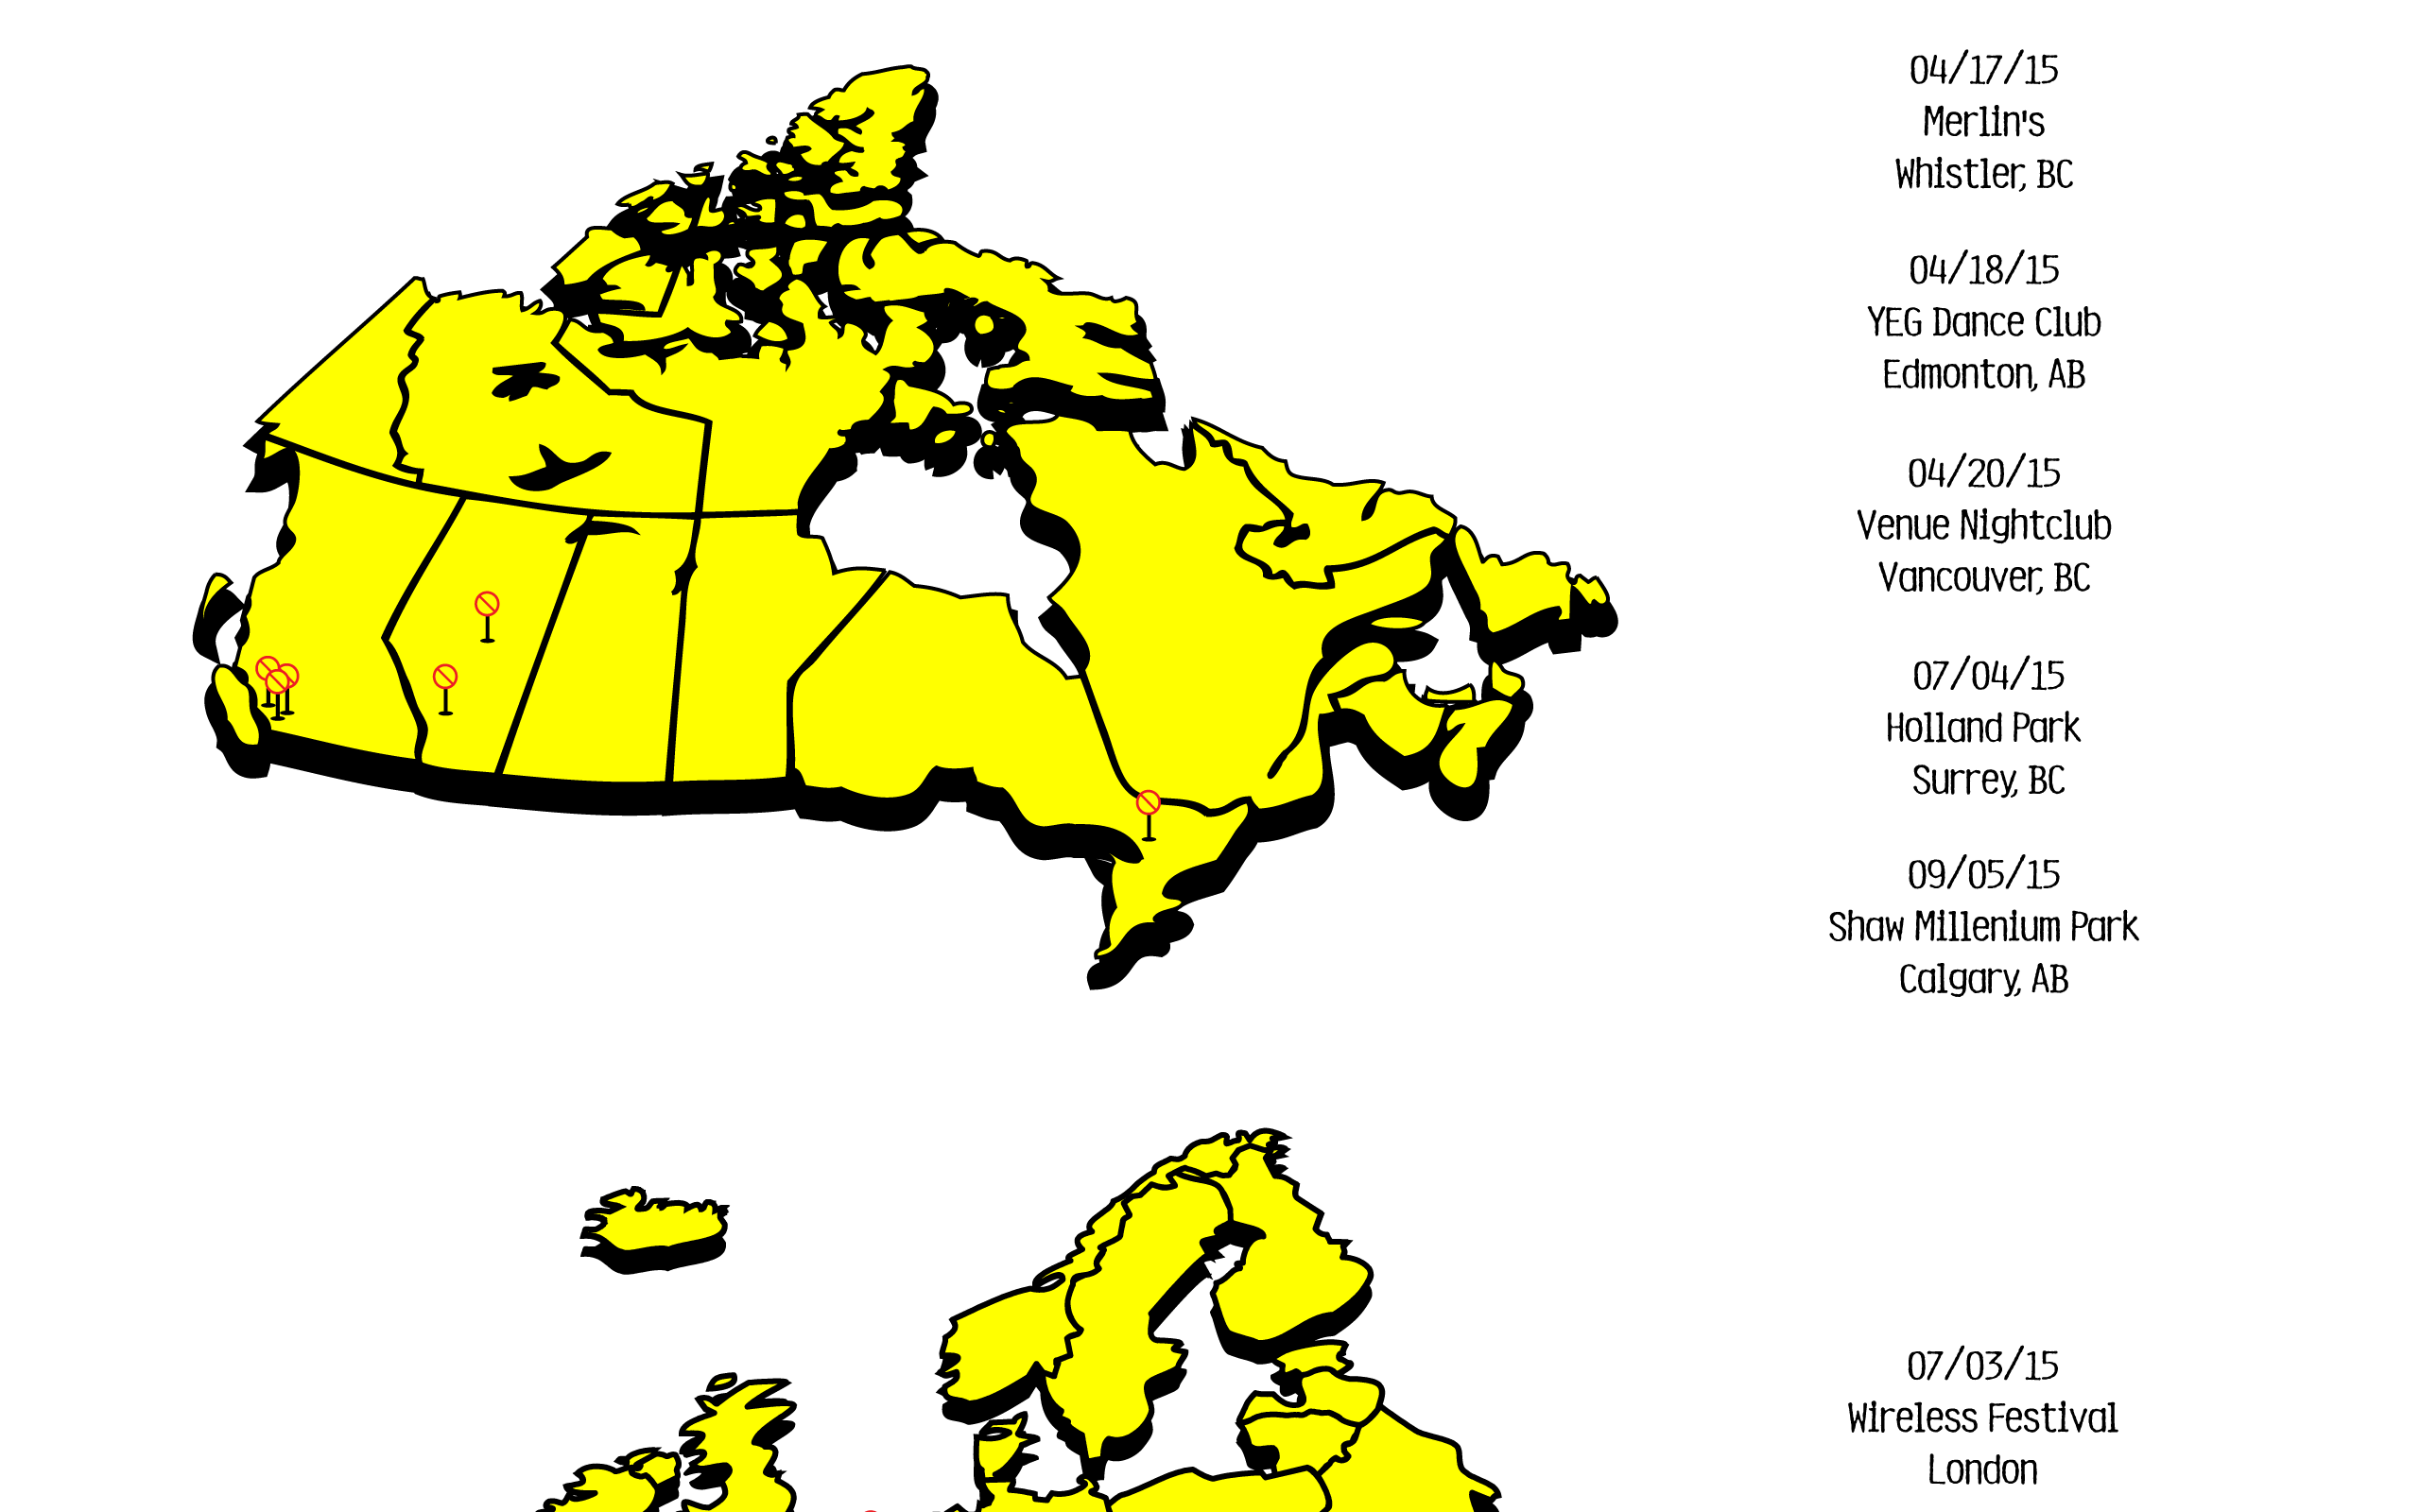 04/17/15
Merlin's
Whistler, BC
04/18/15
YEG Dance Club
Edmonton, AB
04/20/15
Venue Nightclub
Vancouver, BC
07/04/15
Holland Park
Surrey, BC
09/05/15
Shaw Millenium Park
Calgary, AB
07/03/15
Wireless Festival
London